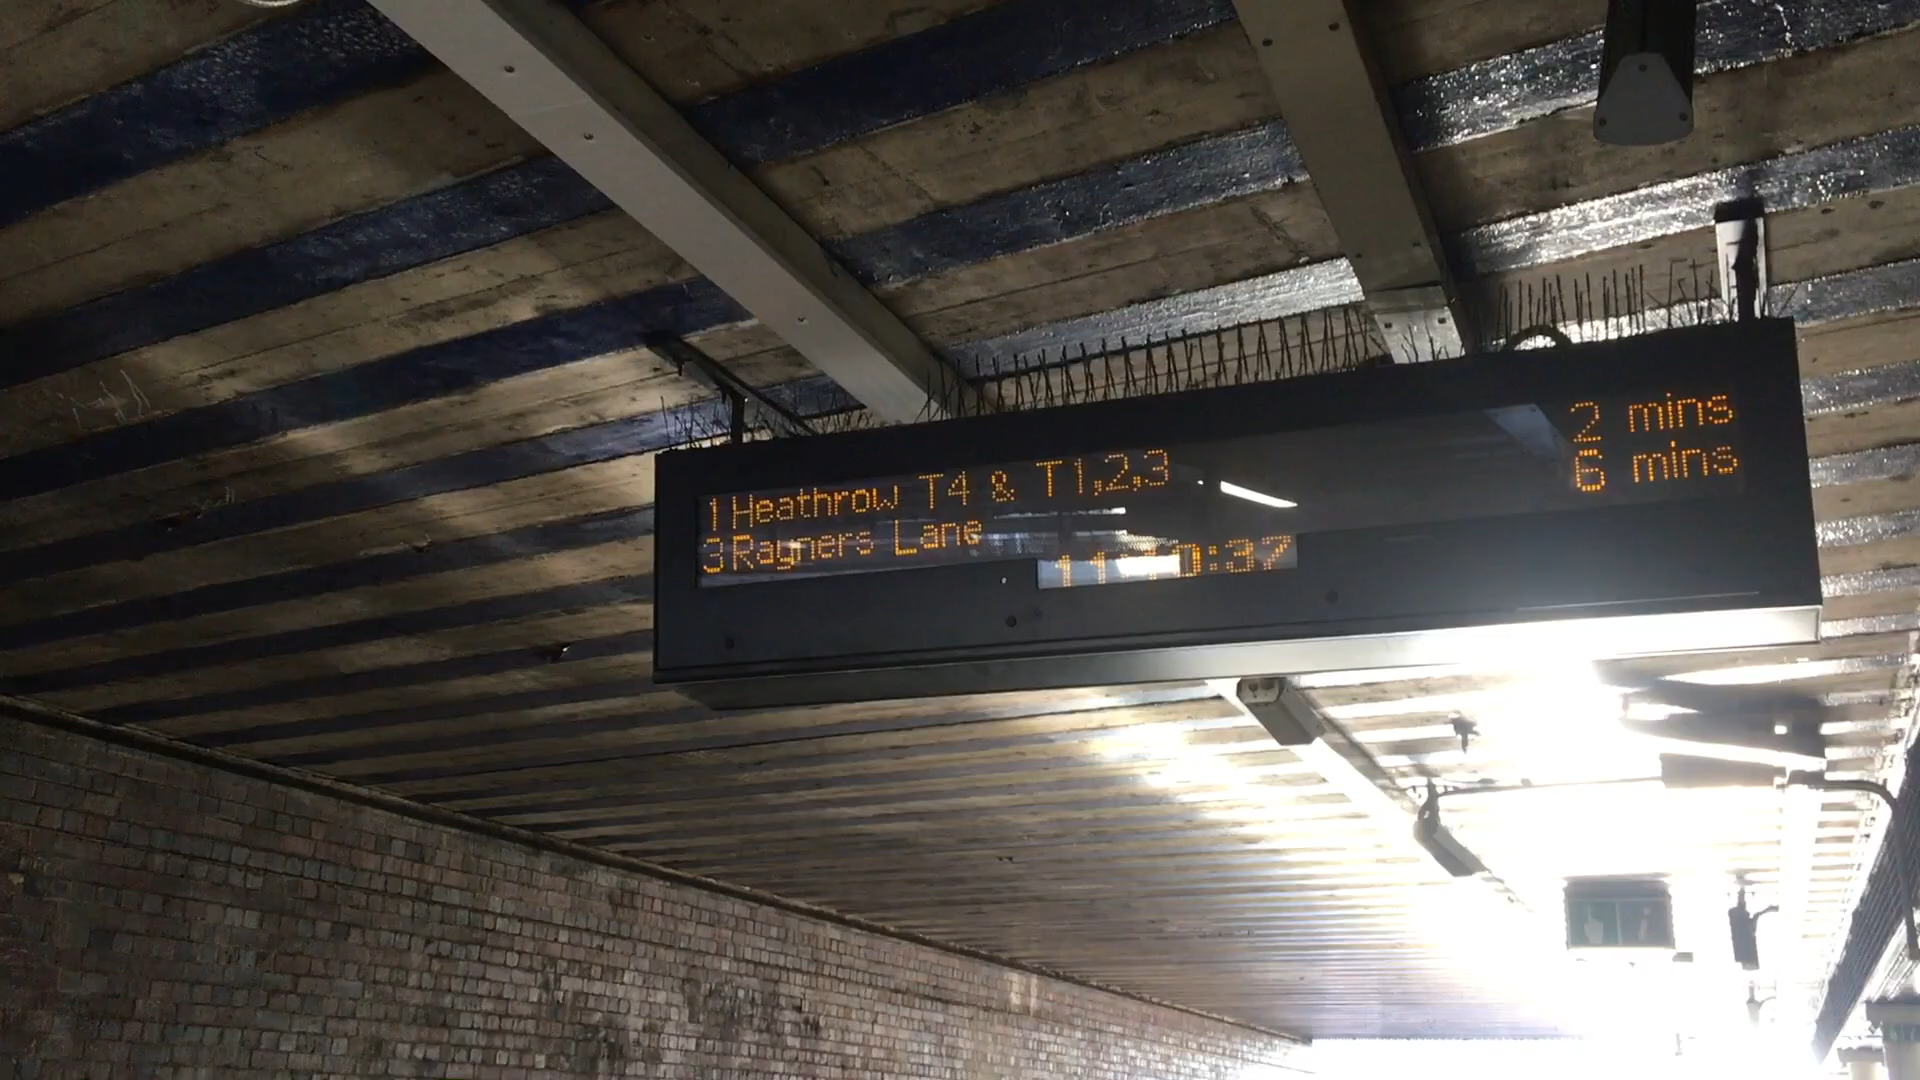 1 Heathrow T4 & T1,2,3 2 mins
3 Rayners Lane 6 mins